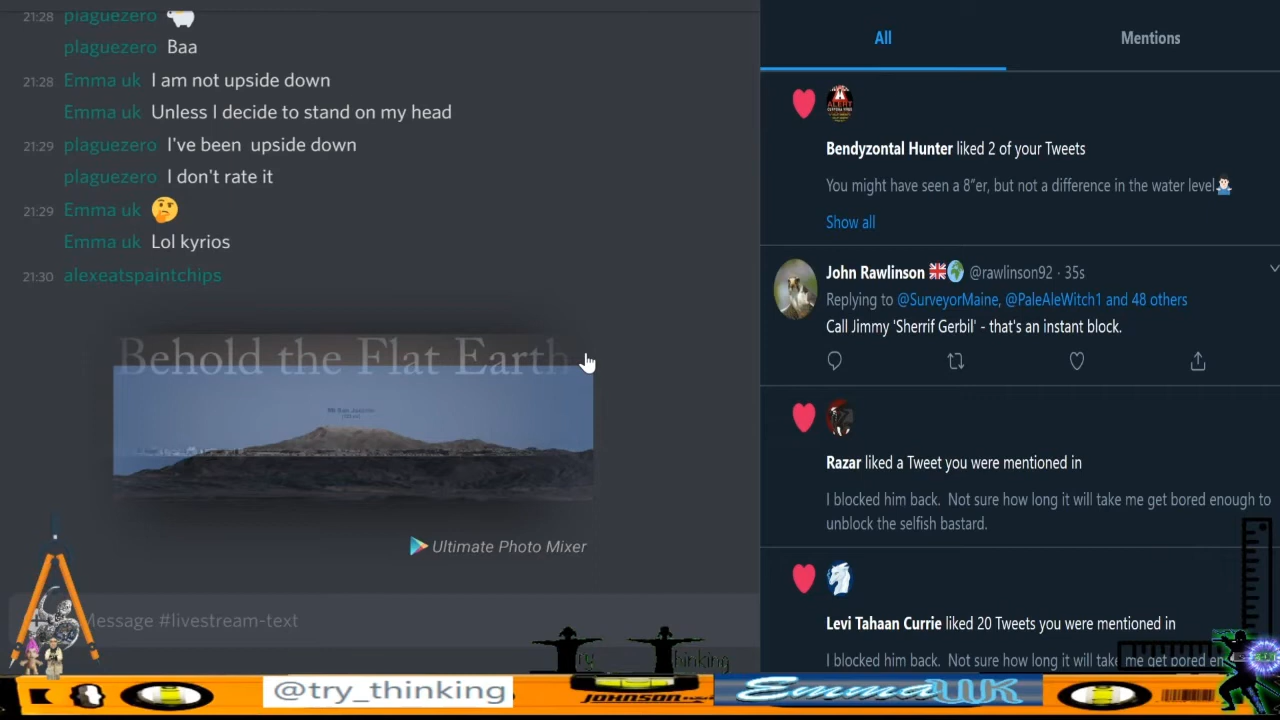 21:28 plaguezero
plaguezero Baa
21:28 Emma uk I am not upside down
Emma uk Unless I decide to stand on my head
21:29 plaguezero I've been upside down
plaguezero I don't rate it
21:29 Emma uk 🤔
Emma uk Lol kyrios
21:30 alexeatspaintchips
Behold the Flat Earth
Mt San Jacinto
Ultimate Photo Mixer
Message #livestream-text
All
Mentions
Bendyzontal Hunter liked 2 of your Tweets
You might have seen a 8”er, but not a difference in the water level
Show all
John Rawlinson 🇬🇧🌍 @rawlinson92 · 35s
Replying to @SurveyorMaine, @PaleAleWitch1 and 48 others
Call Jimmy 'Sherrif Gerbil' - that's an instant block.
Razar liked a Tweet you were mentioned in
I blocked him back. Not sure how long it will take me get bored enough to
unblock the selfish bastard.
Levi Tahaan Currie liked 20 Tweets you were mentioned in
I blocked him back. Not sure how long it will take me get bored en
Try Thinking
@try_thinking
JOHNSON
EmmaUK